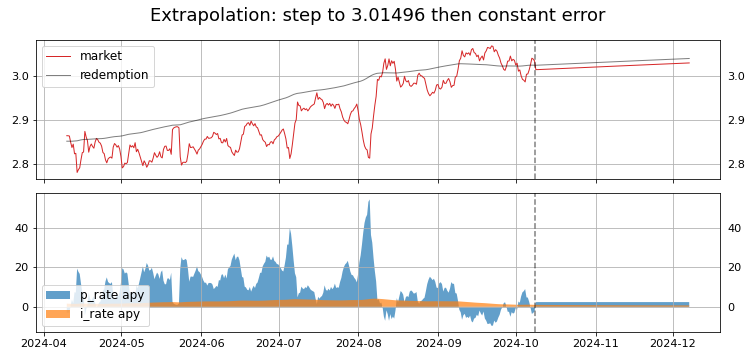 Extrapolation: step to 3.01496 then constant error
market
redemption
3.0 3.0
2.9 2.9
2.8 2.8
40 40
20 20
0 0
p_rate apy
i_rate apy
2024-04 2024-05 2024-06 2024-07 2024-08 2024-09 2024-10 2024-11 2024-12